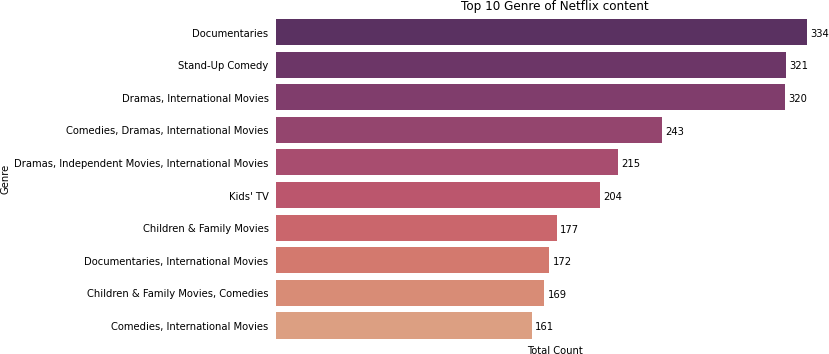 Top 10 Genre of Netflix content
Documentaries 334
Stand-Up Comedy 321
Dramas, International Movies 320
Comedies, Dramas, International Movies 243
Dramas, Independent Movies, International Movies 215
Genre
Kids' TV 204
Children & Family Movies 177
Documentaries, International Movies 172
Children & Family Movies, Comedies 169
Comedies, International Movies 161
Total Count